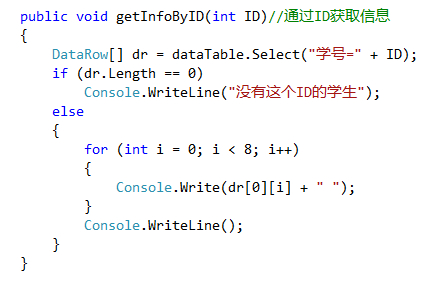 public void getInfoByID(int ID)//通过ID获取信息
{
    DataRow[] dr = dataTable.Select("学号=" + ID);
    if (dr.Length == 0)
        Console.WriteLine("没有这个ID的学生");
    else
    {
        for (int i = 0; i < 8; i++)
        {
            Console.Write(dr[0][i] + " ");
        }
        Console.WriteLine();
    }
}